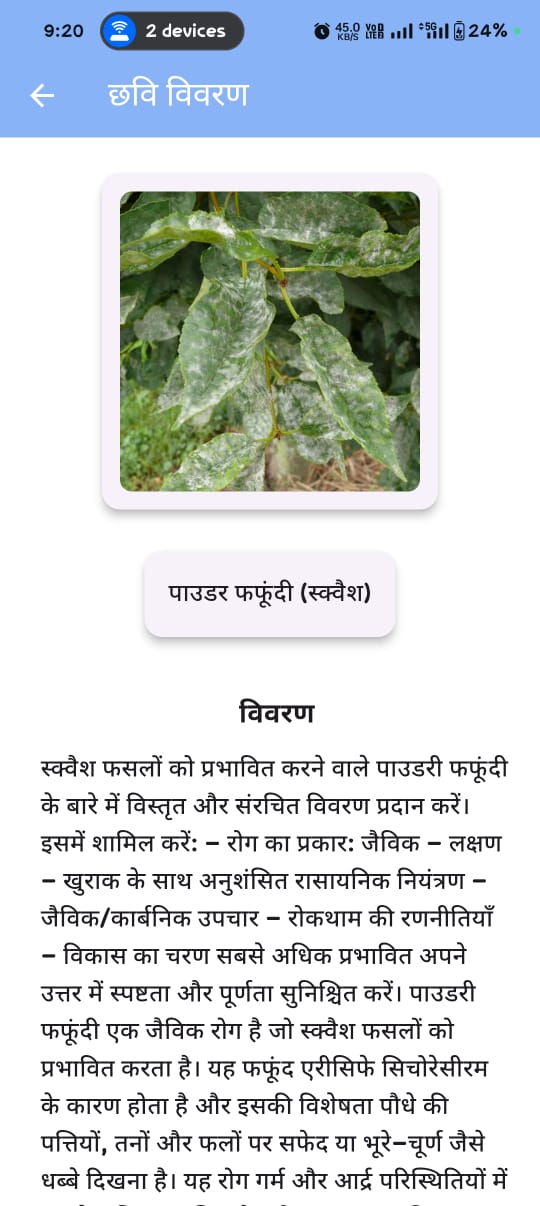 9:20
2 devices
45.0 KB/S
VoD LTEB
5G
24%
छवि विवरण
पाउडर फफूंदी (स्क्वैश)
विवरण
स्क्वैश फसलों को प्रभावित करने वाले पाउडरी फफूंदी
के बारे में विस्तृत और संरचित विवरण प्रदान करें।
इसमें शामिल करें: – रोग का प्रकार: जैविक – लक्षण
– खुराक के साथ अनुशंसित रासायनिक नियंत्रण –
जैविक/कार्बनिक उपचार – रोकथाम की रणनीतियाँ
– विकास का चरण सबसे अधिक प्रभावित अपने
उत्तर में स्पष्टता और पूर्णता सुनिश्चित करें। पाउडरी
फफूंदी एक जैविक रोग है जो स्क्वैश फसलों को
प्रभावित करता है। यह फफूंद एरीसिफे सिचोरेसीरम
के कारण होता है और इसकी विशेषता पौधे की
पत्तियों, तनों और फलों पर सफेद या भूरे–चूर्ण जैसे
धब्बे दिखना है। यह रोग गर्म और आर्द्र परिस्थितियों में